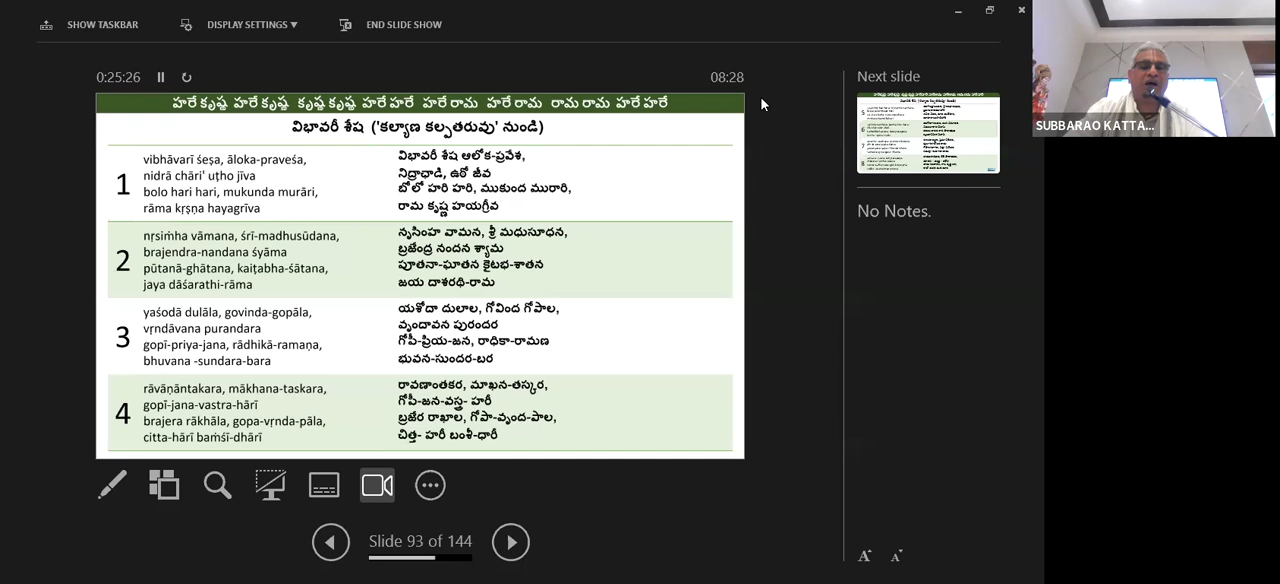 SHOW TASKBAR
DISPLAY SETTINGS ▼
END SLIDE SHOW
0:25:26
08:28
హరే కృష్ణ హరే కృష్ణ కృష్ణ కృష్ణ హరే హరే హరే రామ హరే రామ రామ రామ హరే హరే
విభావరీ శేష ('కల్యాణ కల్పతరువు' నుండి)
1
vibhāvarī śeṣa, āloka-praveśa,
nidrā chāri' uṭho jīva
bolo hari hari, mukunda murāri,
rāma kṛṣṇa hayagrīva
విభావరీ శేష ఆలోక-ప్రవేశ,
నిద్రాఛాడి, ఉఠో జీవ
బోలో హరి హరి, ముకుంద మురారి,
రామ కృష్ణ హయగ్రీవ
2
nṛsiṁha vāmana, śrī-madhusūdana,
brajendra-nandana śyāma
pūtanā-ghātana, kaiṭabha-śātana,
jaya dāśarathi-rāma
నృసింహ వామన, శ్రీ మధుసూధన,
బ్రజేంద్ర నందన శ్యామ
పూతనా-ఘాతన కైటభ-శాతన
జయ దాశరథి-రామ
3
yaśodā dulāla, govinda-gopāla,
vṛndāvana purandara
gopī-priya-jana, rādhikā-ramaṇa,
bhuvana -sundara-bara
యశోదా దులాల, గోవింద గోపాల,
వృందావన పురందర
గోపీ-ప్రియ-జన, రాధికా-రామణ
భువన-సుందర-బర
4
rāvāṇāntakara, mākhana-taskara,
gopī-jana-vastra-hārī
brajera rākhāla, gopa-vṛnda-pāla,
citta-hārī baṁśī-dhārī
రావణాంతకర, మాఖన-తస్కర,
గోపీ-జన-వస్త్ర- హరీ
బ్రజేర రాఖాల, గోపా-వృంద-పాల,
చిత్త- హరీ బంశీ-ధారీ
Slide 93 of 144
Next slide
No Notes.
SUBBARAO KATTA...